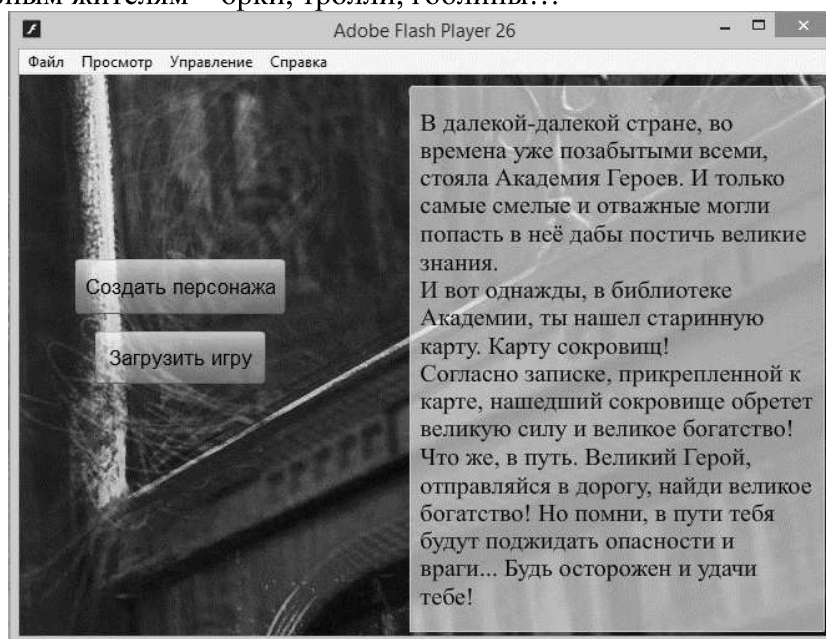 жителям – орки, тролли, гоблины…
Adobe Flash Player 26
Файл Просмотр Управление Справка
В далекой-далекой стране, во
времена уже позабытыми всеми,
стояла Академия Героев. И только
самые смелые и отважные могли
попасть в неё дабы постичь великие
знания.
И вот однажды, в библиотеке
Академии, ты нашел старинную
карту. Карту сокровищ!
Согласно записке, прикрепленной к
карте, нашедший сокровище обретет
великую силу и великое богатство!
Что же, в путь. Великий Герой,
отправляйся в дорогу, найди великое
богатство! Но помни, в пути тебя
будут поджидать опасности и
враги... Будь осторожен и удачи
тебе!
Создать персонажа
Загрузить игру